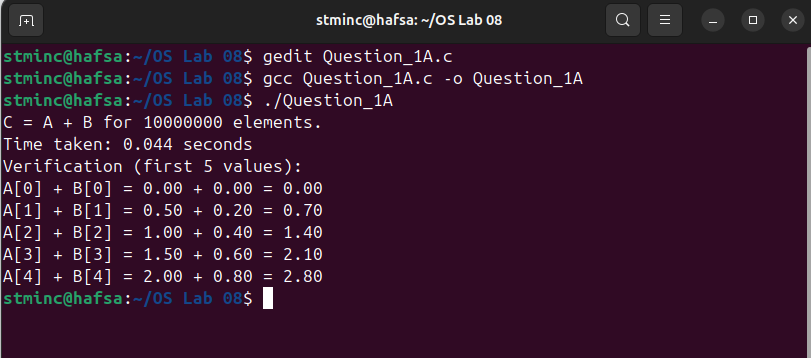 stminc@hafsa: ~/OS Lab 08
stminc@hafsa:~/OS Lab 08$ gedit Question_1A.c
stminc@hafsa:~/OS Lab 08$ gcc Question_1A.c -o Question_1A
stminc@hafsa:~/OS Lab 08$ ./Question_1A
C = A + B for 10000000 elements.
Time taken: 0.044 seconds
Verification (first 5 values):
A[0] + B[0] = 0.00 + 0.00 = 0.00
A[1] + B[1] = 0.50 + 0.20 = 0.70
A[2] + B[2] = 1.00 + 0.40 = 1.40
A[3] + B[3] = 1.50 + 0.60 = 2.10
A[4] + B[4] = 2.00 + 0.80 = 2.80
stminc@hafsa:~/OS Lab 08$